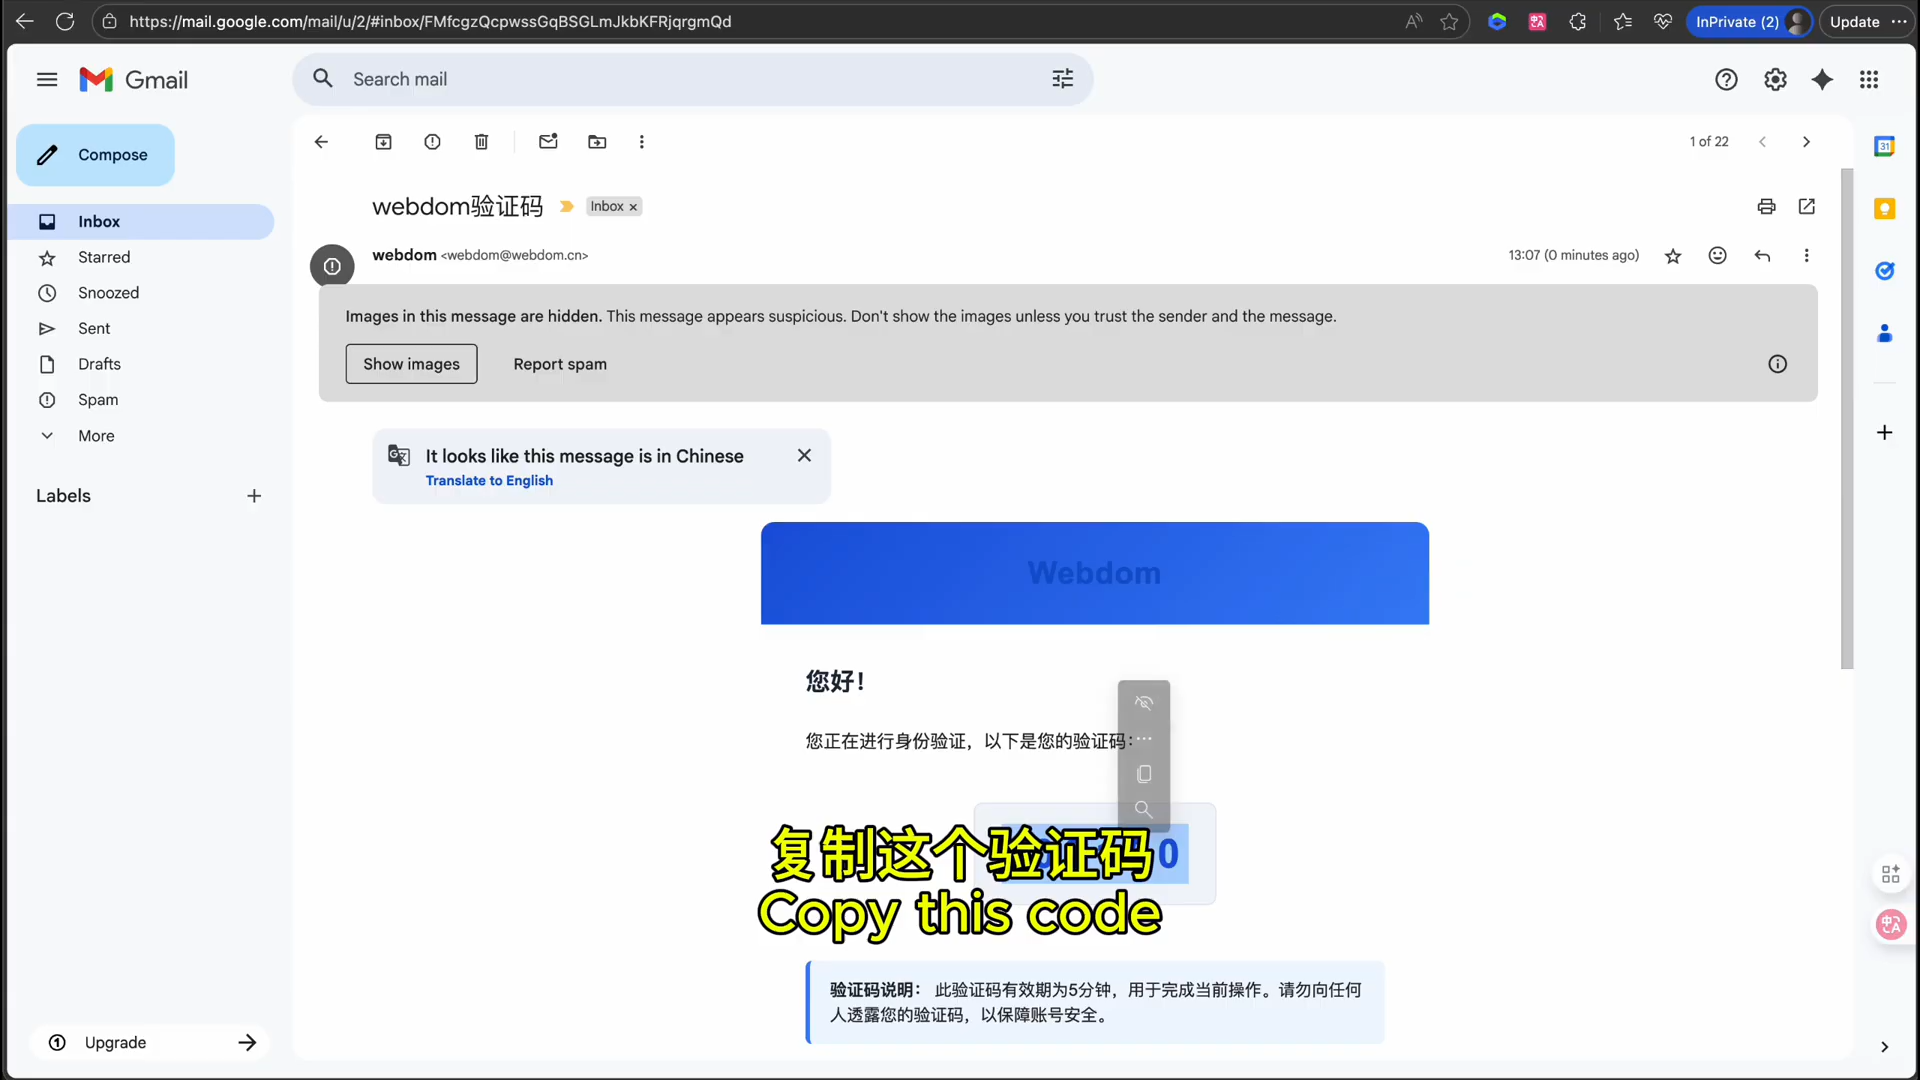 https://mail.google.com/mail/u/2/#inbox/FMfcgzQcpwssGqBSGLmJkbKFRjqrgmQd
InPrivate (2)
Update
Gmail
Search mail
Compose
1 of 22
webdom验证码
Inbox ×
Inbox
webdom <webdom@webdom.cn>
13:07 (0 minutes ago)
Starred
Snoozed
Images in this message are hidden. This message appears suspicious. Don't show the images unless you trust the sender and the message.
Sent
Show images
Report spam
Drafts
Spam
More
It looks like this message is in Chinese
Translate to English
Labels
Webdom
您好！
您正在进行身份验证，以下是您的验证码：
0
复制这个验证码
Copy this code
验证码说明： 此验证码有效期为5分钟，用于完成当前操作。请勿向任何
人透露您的验证码，以保障账号安全。
Upgrade